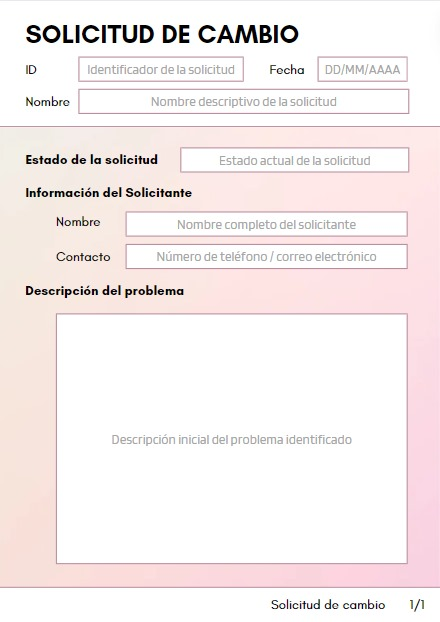 SOLICITUD DE CAMBIO
ID Identificador de la solicitud Fecha DD/MM/AAAA
Nombre Nombre descriptivo de la solicitud
Estado de la solicitud Estado actual de la solicitud
Información del Solicitante
Nombre Nombre completo del solicitante
Contacto Número de teléfono / correo electrónico
Descripción del problema
Descripción inicial del problema identificado
Solicitud de cambio 1/1